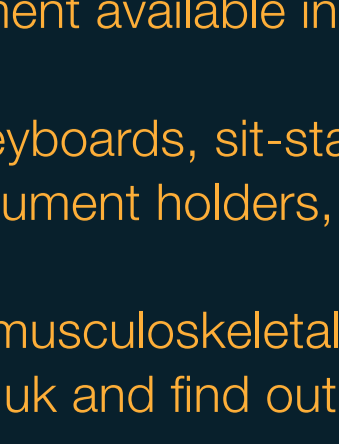 ment available in
eyboards, sit-sta
ument holders,
musculoskeletal
uk and find out